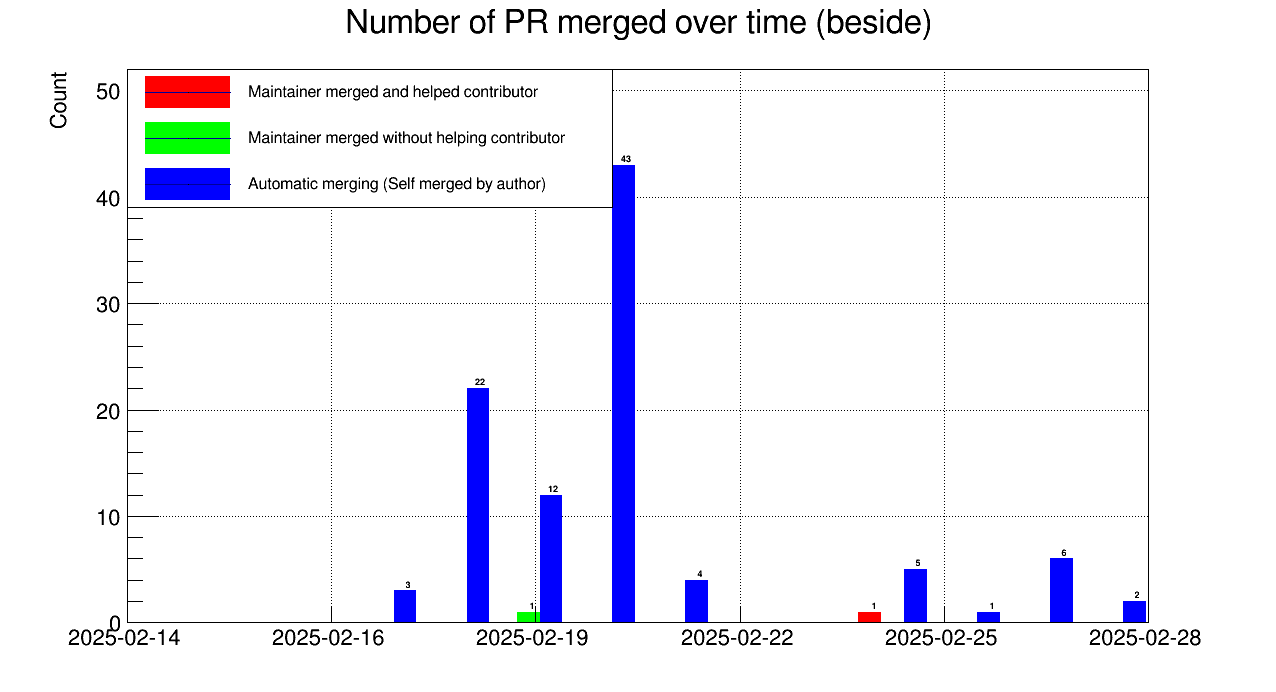 Number of PR merged over time (beside)
Count
50
40
30
20
10
0
Maintainer merged and helped contributor
Maintainer merged without helping contributor
Automatic merging (Self merged by author)
43
22
12
3
1
4
1
5
1
6
2
2025-02-14 2025-02-16 2025-02-19 2025-02-22 2025-02-25 2025-02-28